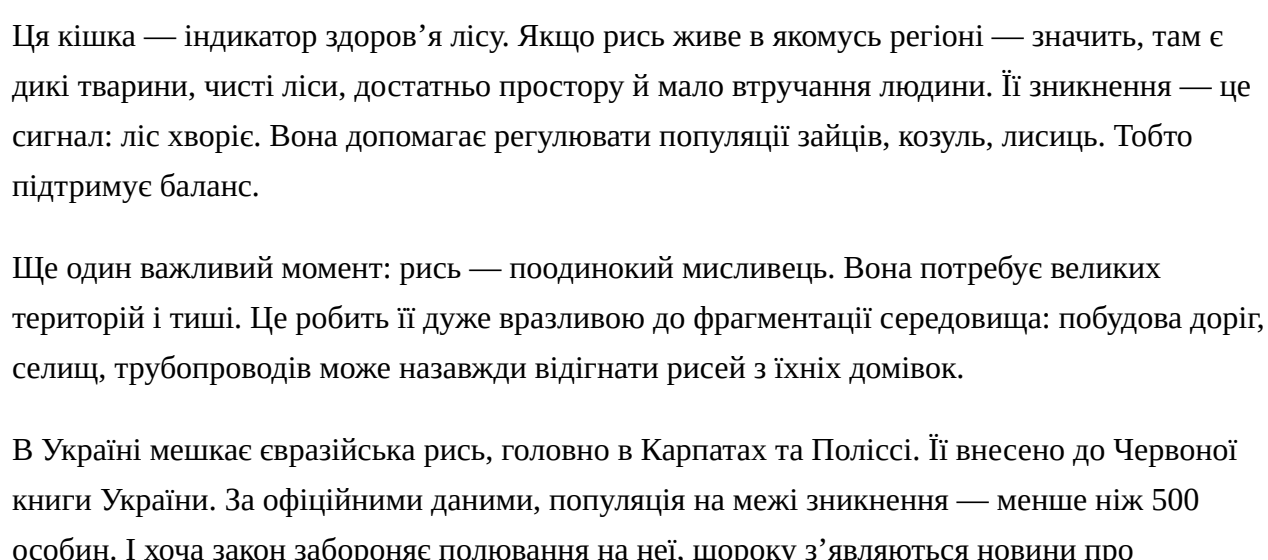 Ця кішка — індикатор здоров’я лісу. Якщо рись живе в якомусь регіоні — значить, там є
дикі тварини, чисті ліси, достатньо простору й мало втручання людини. Її зникнення — це
сигнал: ліс хворіє. Вона допомагає регулювати популяції зайців, козуль, лисиць. Тобто
підтримує баланс.
Ще один важливий момент: рись — поодинокий мисливець. Вона потребує великих
територій і тиші. Це робить її дуже вразливою до фрагментації середовища: побудова доріг,
селищ, трубопроводів може назавжди відігнати рисей з їхніх домівок.
В Україні мешкає євразійська рись, головно в Карпатах та Поліссі. Її внесено до Червоної
книги України. За офіційними даними, популяція на межі зникнення — менше ніж 500
особин. І хоча закон забороняє полювання на неї, щороку з’являються новини про